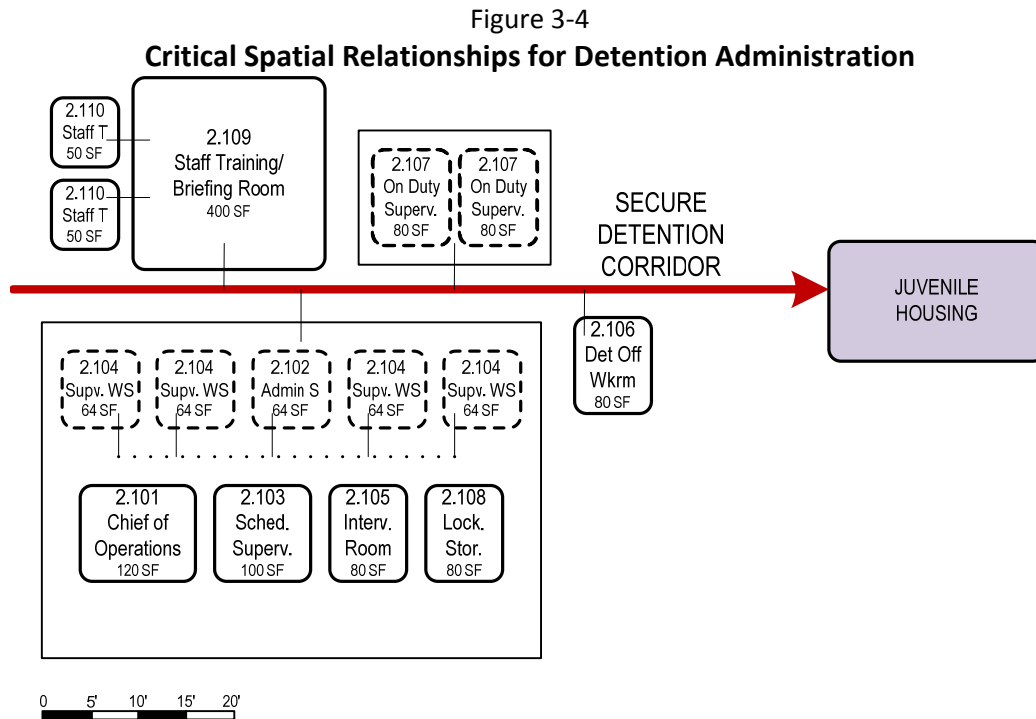 Figure 3-4
Critical Spatial Relationships for Detention Administration
2.110
Staff T
50 SF
2.110
Staff T
50 SF
2.109
Staff Training/
Briefing Room
400 SF
2.107
On Duty
Superv.
80 SF
2.107
On Duty
Superv.
80 SF
SECURE
DETENTION
CORRIDOR
JUVENILE
HOUSING
2.106
Det Off
Wkrm
80 SF
2.104
Supv. WS
64 SF
2.104
Supv. WS
64 SF
2.102
Admin S
64 SF
2.104
Supv. WS
64 SF
2.104
Supv. WS
64 SF
2.101
Chief of
Operations
120 SF
2.103
Sched.
Superv.
100 SF
2.105
Interv.
Room
80 SF
2.108
Lock.
Stor.
80 SF
0 5' 10' 15' 20'